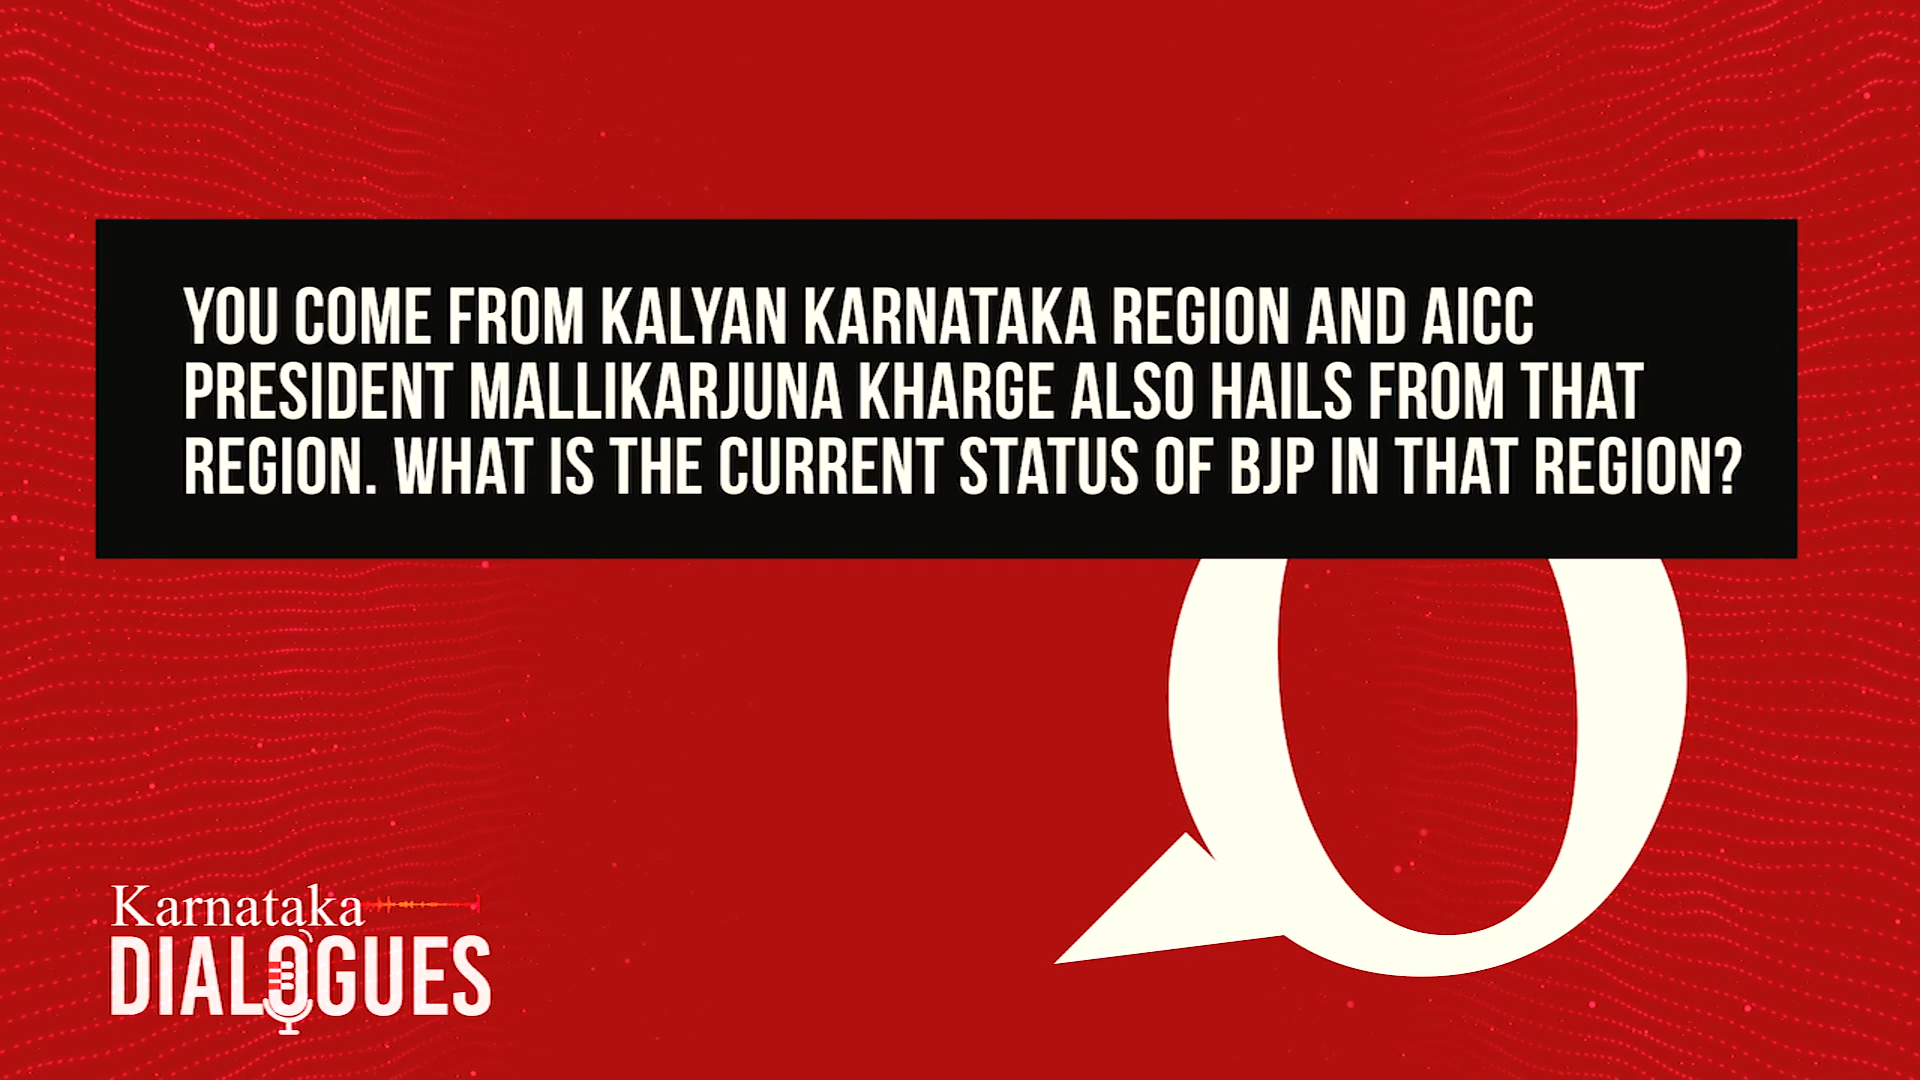 YOU COME FROM KALYAN KARNATAKA REGION AND AICC
PRESIDENT MALLIKARJUNA KHARGE ALSO HAILS FROM THAT
REGION. WHAT IS THE CURRENT STATUS OF BJP IN THAT REGION?
Karnataka
DIALOGUES